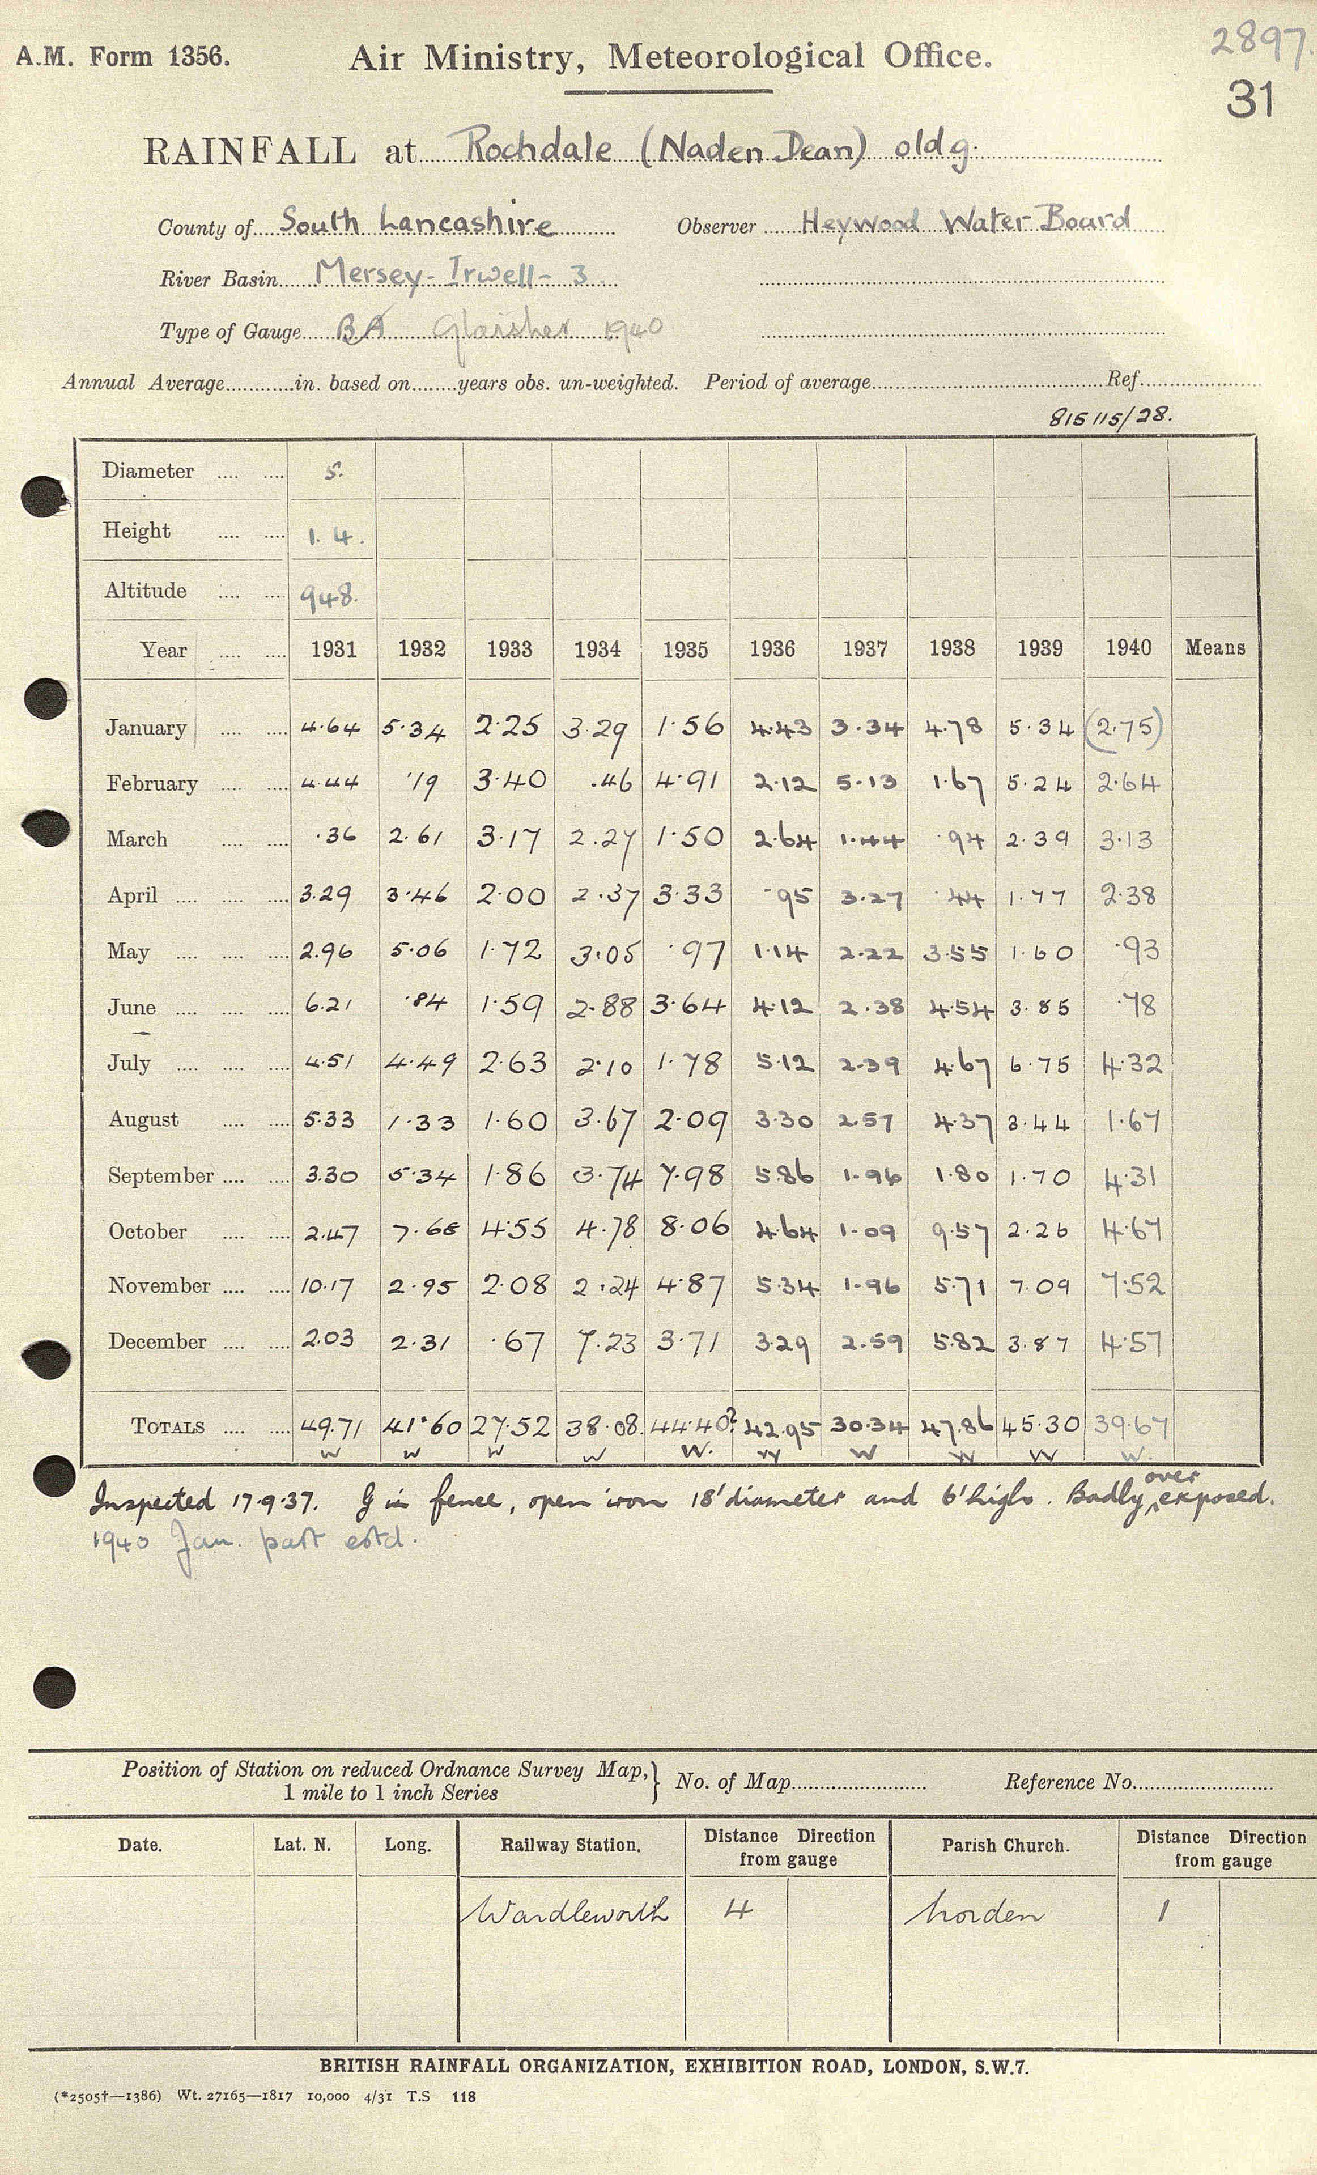 A.M. Form 1356. Air Ministry, Meteorological Office. 2897.
31
RAINFALL at Rochdale (Naden Dean) old g.
County of South Lancashire Observer Heywood Water Board
River Basin Mersey - Irwell - 3
Type of Gauge BA Glaisher 1940
Annual Average in. based on years obs. un-weighted. Period of average Ref.
815115/28.
Diameter 5.
Height 1. 4.
Altitude 948.
Year 1931 1932 1933 1934 1935 1936 1937 1938 1939 1940 Means
January 4.64 5.34 2.25 3.29 1.56 4.43 3.34 4.78 5.34 (2.75)
February 4.44 .19 3.40 .46 4.91 2.12 5.13 1.67 5.24 2.64
March .36 2.61 3.17 2.27 1.50 2.64 1.44 .94 2.39 3.13
April 3.29 3.46 2.00 2.37 3.33 .95 3.27 .44 1.77 2.38
May 2.96 5.06 1.72 3.05 .97 1.14 2.22 3.55 1.60 .93
June 6.21 .84 1.59 2.88 3.64 4.12 2.38 4.54 3.85 .78
July 4.51 4.49 2.63 2.10 1.78 5.12 2.39 4.67 6.75 4.32
August 5.33 1.33 1.60 3.67 2.09 3.30 2.57 4.37 3.44 1.67
September 3.30 5.34 1.86 3.74 7.98 5.86 1.96 1.80 1.70 4.31
October 2.47 7.68 4.55 4.78 8.06 4.64 1.09 9.57 2.26 4.67
November 10.17 2.95 2.08 2.24 4.87 5.34 1.96 5.71 7.09 7.52
December 2.03 2.31 .67 7.23 3.71 3.29 2.59 5.82 3.87 4.57
TOTALS 49.71 41.60 27.52 38.08 44.40? 42.95 30.34 47.86 45.30 39.67
W W W W W. W W W W W.
Inspected 17.9.37. G in fence, open iron 18' diameter and 6' high. Badly over exposed.
1940 Jan. part estd.
Position of Station on reduced Ordnance Survey Map,} No. of Map Reference No.
1 mile to 1 inch Series
Date. Lat. N. Long. Railway Station. Distance Direction from gauge Parish Church. Distance Direction from gauge
Wardleworth 4 Norden 1
BRITISH RAINFALL ORGANIZATION, EXHIBITION ROAD, LONDON, S.W.7.
(*2505†—1386) Wt. 27165—1817 10,000 4/31 T.S 118